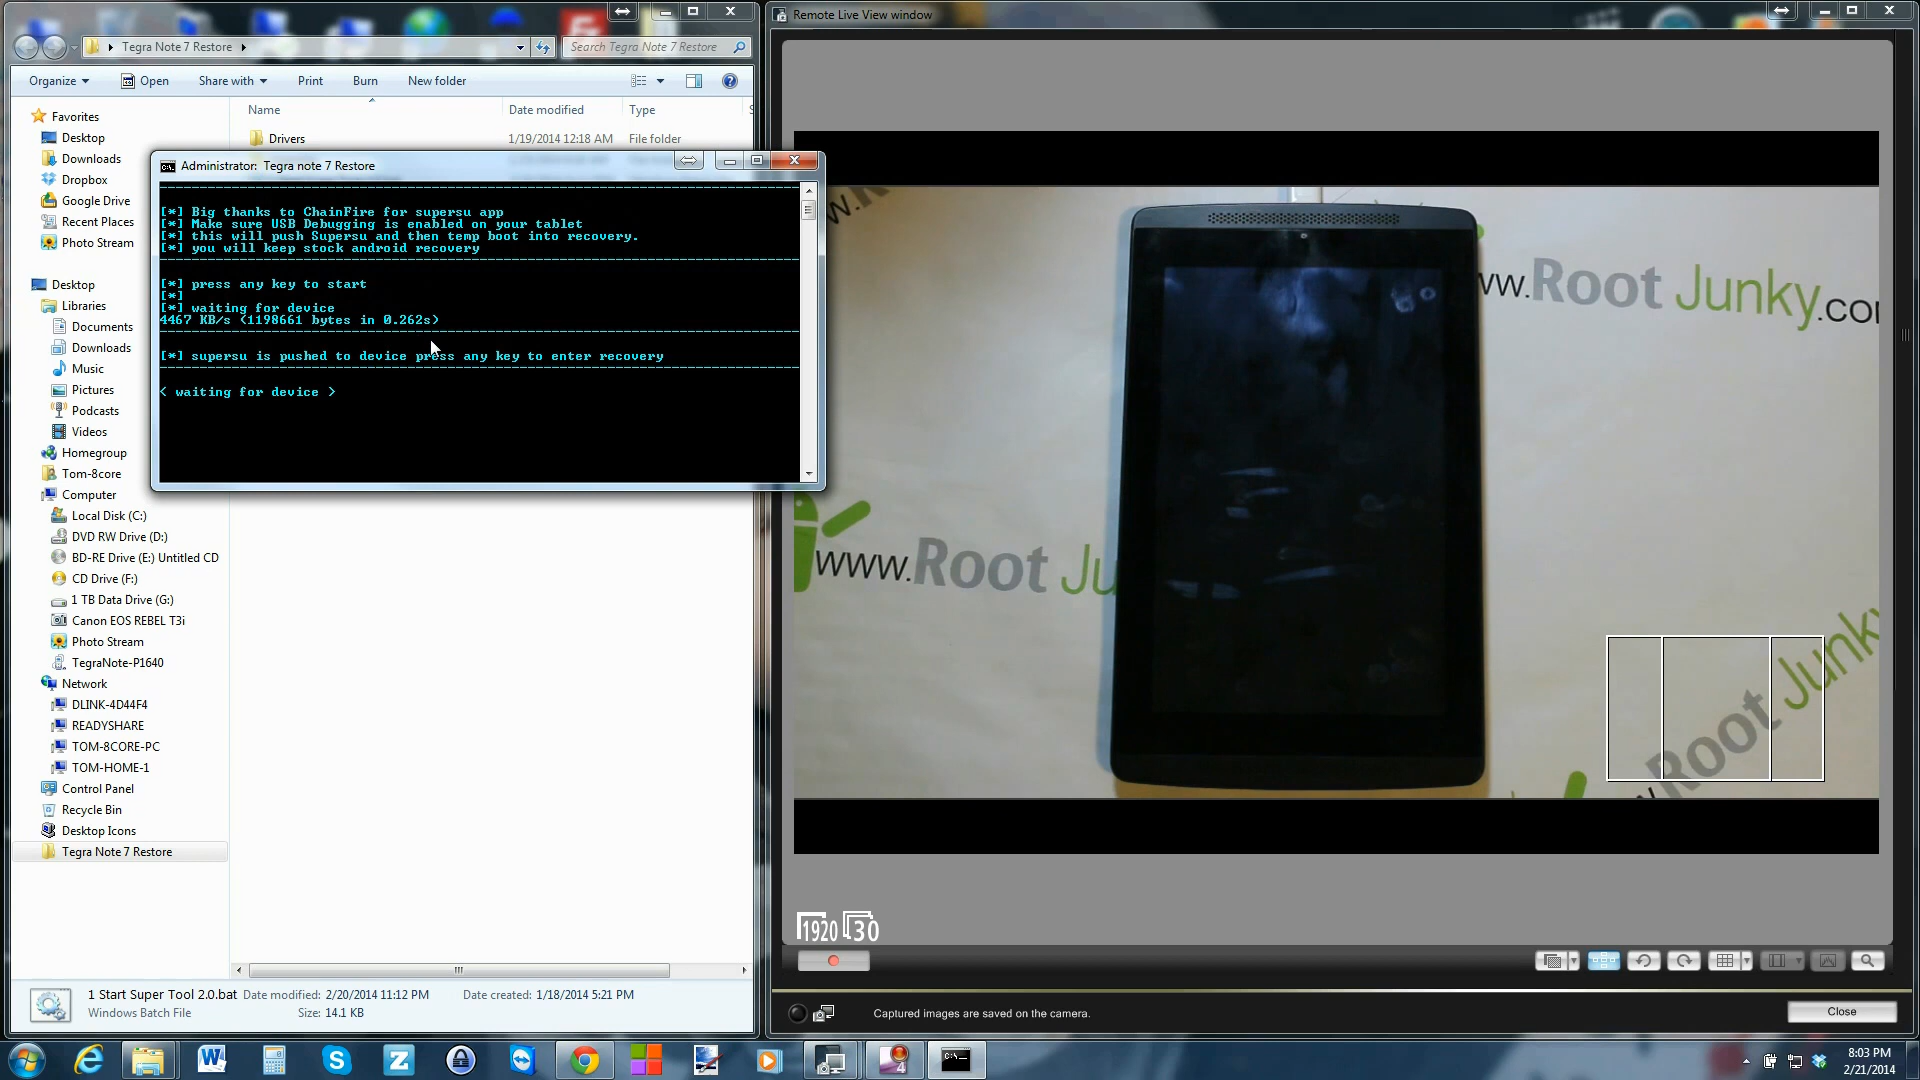 Tegra Note 7 Restore
Search Tegra Note 7 Restore
Organize
Open
Share with
Print
Burn
New folder
Name
Date modified
Type
Drivers
1/19/2014 12:18 AM
File folder
Favorites
Desktop
Downloads
Dropbox
Google Drive
Recent Places
Photo Stream
Desktop
Libraries
Documents
Downloads
Music
Pictures
Podcasts
Videos
Homegroup
Tom-8core
Computer
Local Disk (C:)
DVD RW Drive (D:)
BD-RE Drive (E:) Untitled CD
CD Drive (F:)
1 TB Data Drive (G:)
Canon EOS REBEL T3i
Photo Stream
TegraNote-P1640
Network
DLINK-4D44F4
READYSHARE
TOM-8CORE-PC
TOM-HOME-1
Control Panel
Recycle Bin
Desktop Icons
Tegra Note 7 Restore
Administrator: Tegra note 7 Restore
[*] Big thanks to ChainFire for supersu app
[*] Make sure USB Debugging is enabled on your tablet
[*] this will push Supersu and then temp boot into recovery.
[*] you will keep stock android recovery
[*] press any key to start
[*]
[*] waiting for device
4467 KB/s (1198661 bytes in 0.262s)
[*] supersu is pushed to device press any key to enter recovery
< waiting for device >
1 Start Super Tool 2.0.bat
Date modified: 2/20/2014 11:12 PM
Date created: 1/18/2014 5:21 PM
Windows Batch File
Size: 14.1 KB
Remote Live View window
ww.Root Junky.co
www.Root Ju
Root Junky
1920 30
Captured images are saved on the camera.
Close
8:03 PM
2/21/2014